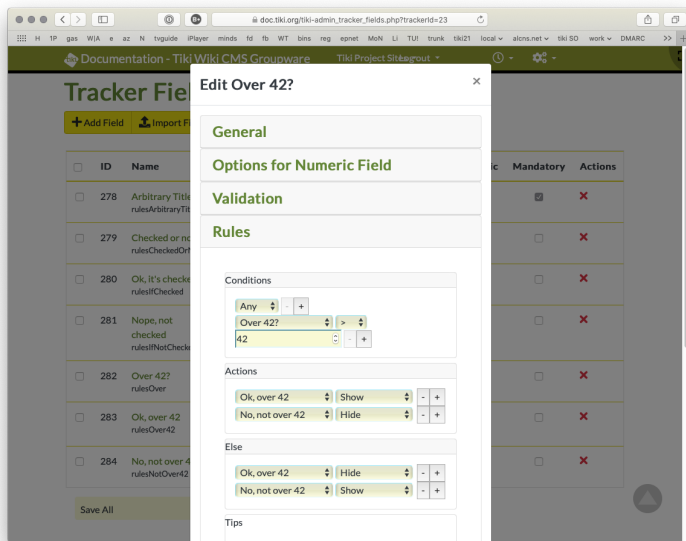 doc.tiki.org/tiki-admin_tracker_fields.php?trackerId=23
H 1P gas W|A e az N tvguide iPlayer minds fd fb WT bins reg epnet MoN Li TU! trunk tiki21 local alcns.net tiki SO work DMARC >> +
Documentation - Tiki Wiki CMS Groupware Tiki Project Sites Logout
Tracker Fiel
Edit Over 42? ×
+ Add Field Import Fi
General
ID Name Options for Numeric Field ic Mandatory Actions
278 Arbitrary Title Validation
rulesArbitraryTit
Rules
279 Checked or no
rulesCheckedOrN
280 Ok, it's checke
rulesIfChecked
Conditions
Any - +
281 Nope, not
checked
rulesIfNotChecke
Over 42? >
42 - +
282 Over 42?
rulesOver
Actions
Ok, over 42 Show - +
283 Ok, over 42
rulesOver42
No, not over 42 Hide - +
Else
284 No, not over 4
rulesNotOver42
Ok, over 42 Hide - +
No, not over 42 Show - +
Save All
Tips